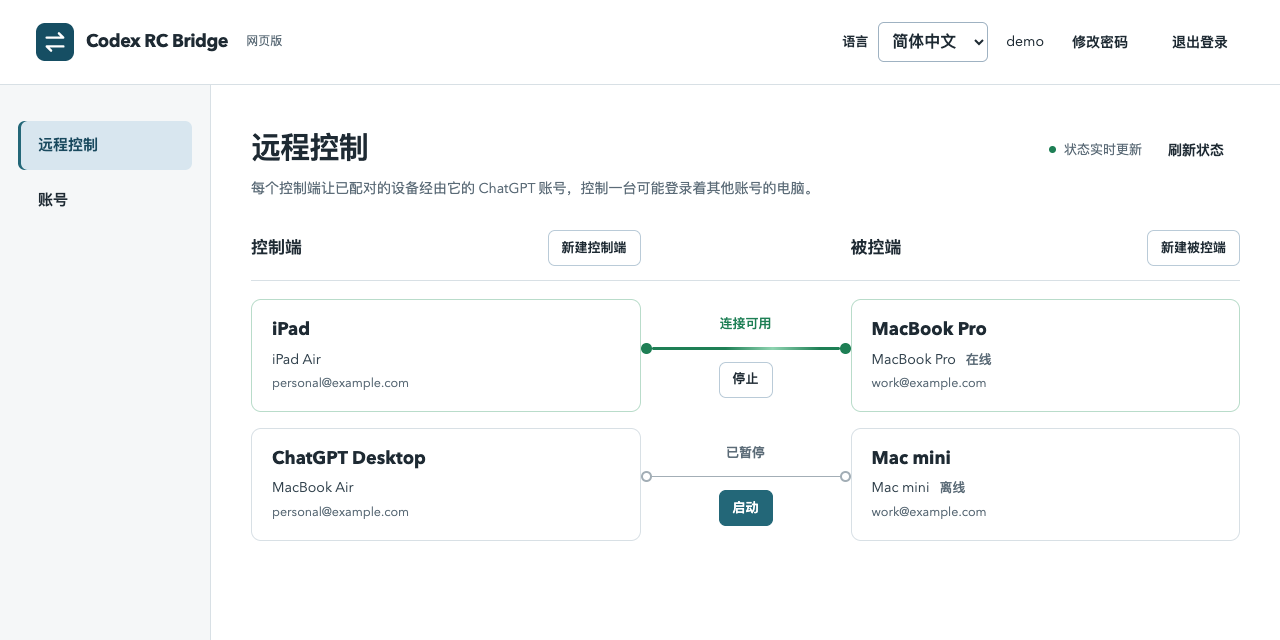 Codex RC Bridge 网页版
语言 简体中文 demo 修改密码 退出登录
远程控制
账号
远程控制
状态实时更新 刷新状态
每个控制端让已配对的设备经由它的 ChatGPT 账号，控制一台可能登录着其他账号的电脑。
控制端 新建控制端
被控端 新建被控端
iPad
iPad Air
personal@example.com
连接可用
停止
MacBook Pro
MacBook Pro 在线
work@example.com
ChatGPT Desktop
MacBook Air
personal@example.com
已暂停
启动
Mac mini
Mac mini 离线
work@example.com